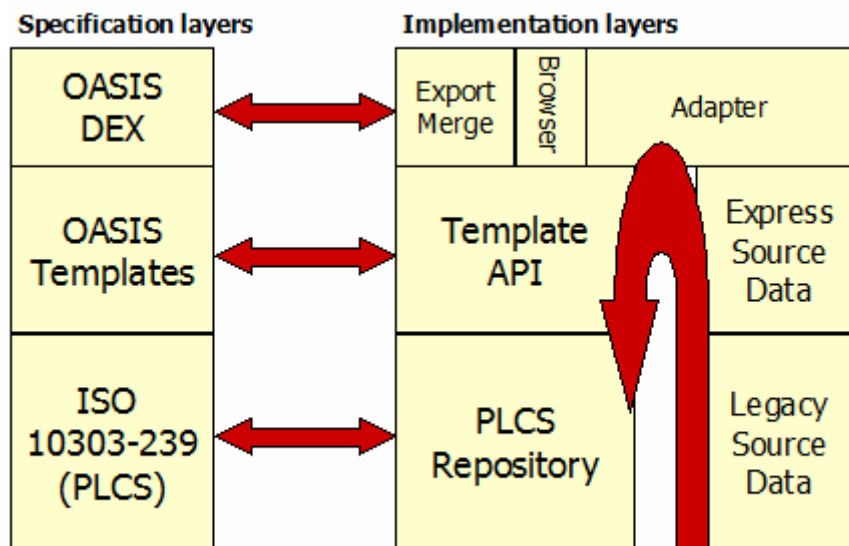 Specification layers
Implementation layers
OASIS
DEX
Export
Merge
Browser
Adapter
OASIS
Templates
Template
API
Express
Source
Data
ISO
10303-239
(PLCS)
PLCS
Repository
Legacy
Source
Data